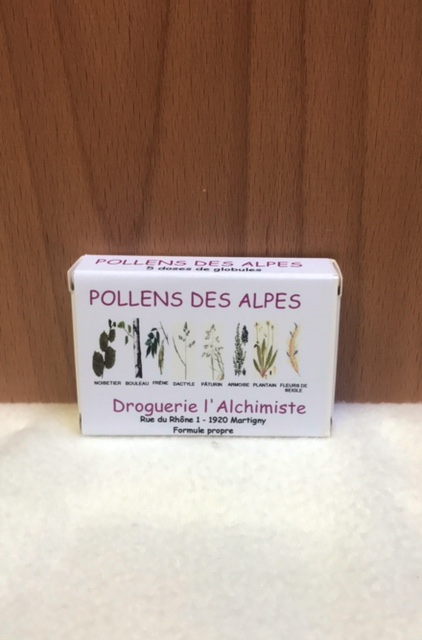 POLLENS DES ALPES
5 doses de globules
POLLENS DES ALPES
NOISETIER BOULEAU FRÊNE DACTYLE PÂTURIN ARMOISE PLANTAIN FLEURS DE SEIGLE
Droguerie l'Alchimiste
Rue du Rhône 1 - 1920 Martigny
Formule propre